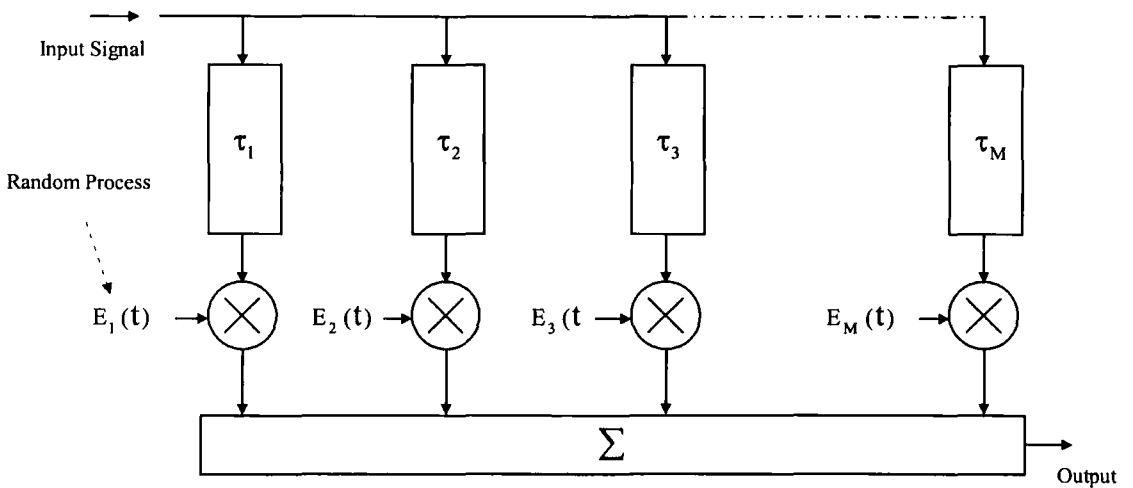 Input Signal
τ1 τ2 τ3 τM
Random Process
E1(t) E2(t) E3(t EM(t)
Σ
Output